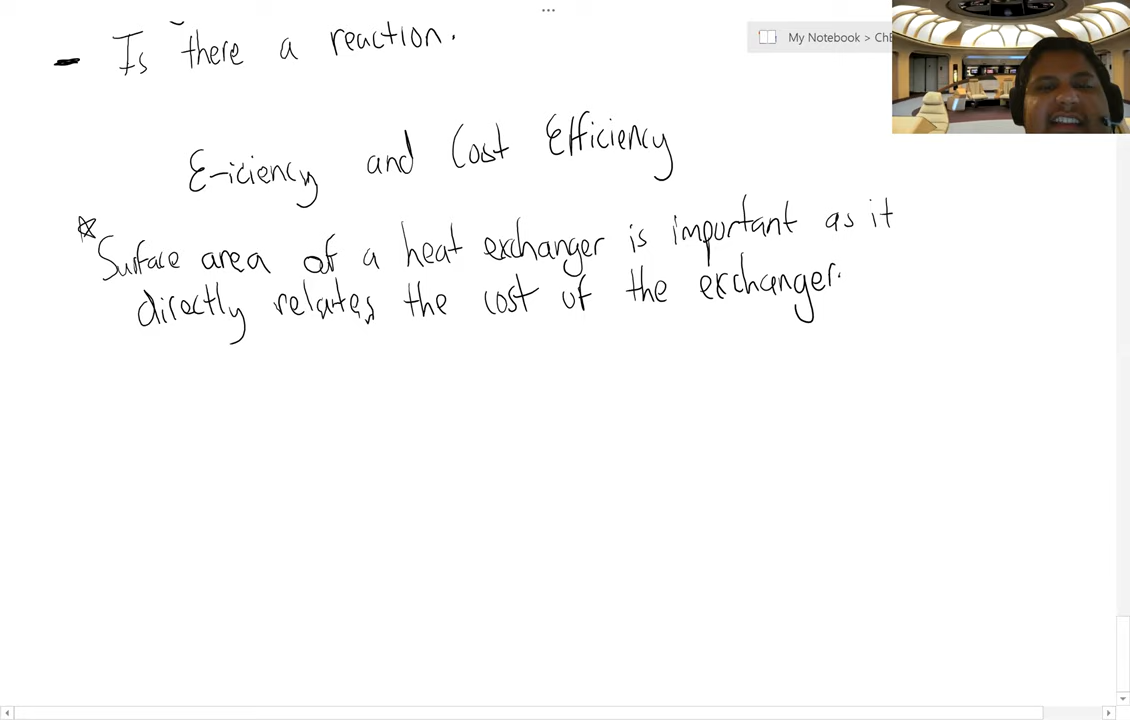 - Is there a reaction.
My Notebook > ChE
E-iciency and Cost Efficiency
*Surface area of a heat exchanger is important as it
directly relates the cost of the exchanger.